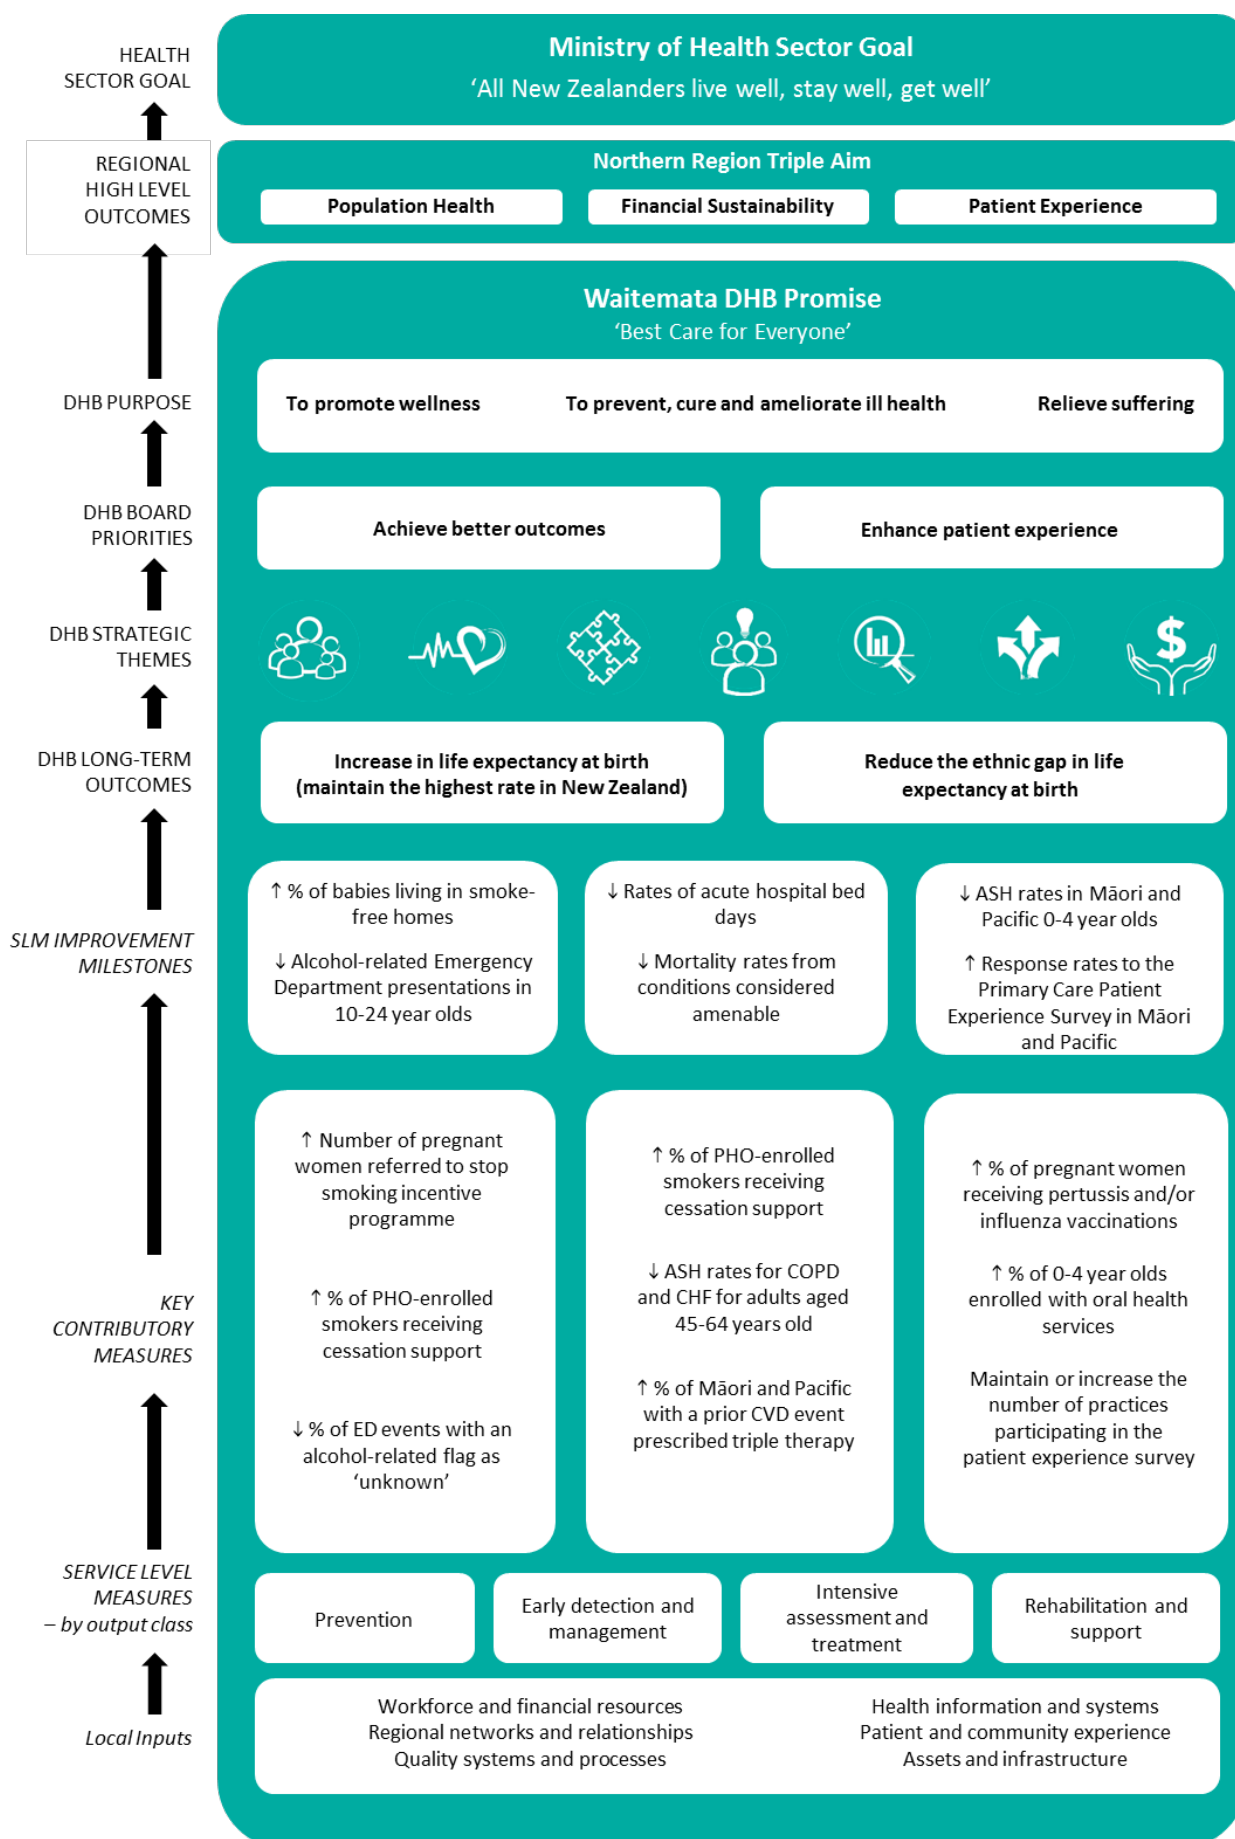 HEALTH
SECTOR GOAL
Ministry of Health Sector Goal
‘All New Zealanders live well, stay well, get well’
REGIONAL
HIGH LEVEL
OUTCOMES
Northern Region Triple Aim
Population Health
Financial Sustainability
Patient Experience
Waitemata DHB Promise
‘Best Care for Everyone’
DHB PURPOSE
To promote wellness
To prevent, cure and ameliorate ill health
Relieve suffering
DHB BOARD
PRIORITIES
Achieve better outcomes
Enhance patient experience
DHB STRATEGIC
THEMES
$
DHB LONG-TERM
OUTCOMES
Increase in life expectancy at birth
(maintain the highest rate in New Zealand)
Reduce the ethnic gap in life
expectancy at birth
SLM IMPROVEMENT
MILESTONES
↑ % of babies living in smoke-
free homes
↓ Alcohol-related Emergency
Department presentations in
10-24 year olds
↓ Rates of acute hospital bed
days
↓ Mortality rates from
conditions considered
amenable
↓ ASH rates in Māori and
Pacific 0-4 year olds
↑ Response rates to the
Primary Care Patient
Experience Survey in Māori
and Pacific
KEY
CONTRIBUTORY
MEASURES
↑ Number of pregnant
women referred to stop
smoking incentive
programme
↑ % of PHO-enrolled
smokers receiving
cessation support
↓ % of ED events with an
alcohol-related flag as
‘unknown’
↑ % of PHO-enrolled
smokers receiving
cessation support
↓ ASH rates for COPD
and CHF for adults aged
45-64 years old
↑ % of Māori and Pacific
with a prior CVD event
prescribed triple therapy
↑ % of pregnant women
receiving pertussis and/or
influenza vaccinations
↑ % of 0-4 year olds
enrolled with oral health
services
Maintain or increase the
number of practices
participating in the
patient experience survey
SERVICE LEVEL
MEASURES
– by output class
Prevention
Early detection and
management
Intensive
assessment and
treatment
Rehabilitation and
support
Local Inputs
Workforce and financial resources
Regional networks and relationships
Quality systems and processes
Health information and systems
Patient and community experience
Assets and infrastructure